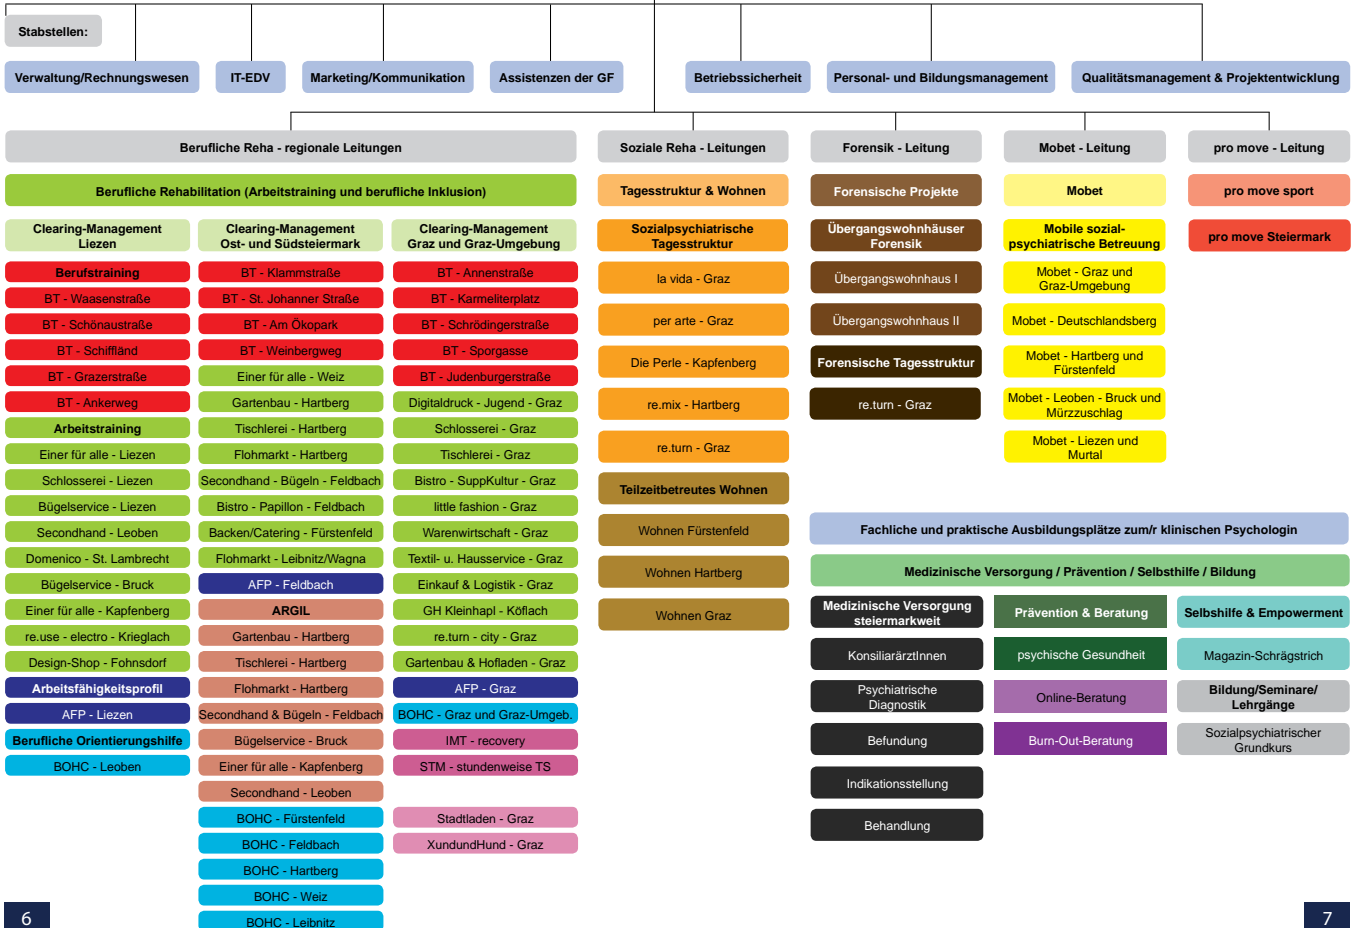 Stabstellen:
Verwaltung/Rechnungswesen
IT-EDV
Marketing/Kommunikation
Assistenzen der GF
Betriebssicherheit
Personal- und Bildungsmanagement
Qualitätsmanagement & Projektentwicklung
Berufliche Reha - regionale Leitungen
Berufliche Rehabilitation (Arbeitstraining und berufliche Inklusion)
Clearing-Management
Liezen
Berufstraining
BT - Waasenstraße
BT - Schönaustraße
BT - Schiffländ
BT - Grazerstraße
BT - Ankerweg
Arbeitstraining
Einer für alle - Liezen
Schlosserei - Liezen
Bügelservice - Liezen
Secondhand - Leoben
Domenico - St. Lambrecht
Bügelservice - Bruck
Einer für alle - Kapfenberg
re.use - electro - Krieglach
Design-Shop - Fohnsdorf
Arbeitsfähigkeitsprofil
AFP - Liezen
Berufliche Orientierungshilfe
BOHC - Leoben
Clearing-Management
Ost- und Südsteiermark
BT - Klammstraße
BT - St. Johanner Straße
BT - Am Ökopark
BT - Weinbergweg
Einer für alle - Weiz
Gartenbau - Hartberg
Tischlerei - Hartberg
Flohmarkt - Hartberg
Secondhand - Bügeln - Feldbach
Bistro - Papillon - Feldbach
Backen/Catering - Fürstenfeld
Flohmarkt - Leibnitz/Wagna
AFP - Feldbach
ARGIL
Gartenbau - Hartberg
Tischlerei - Hartberg
Flohmarkt - Hartberg
Secondhand & Bügeln - Feldbach
Bügelservice - Bruck
Einer für alle - Kapfenberg
Secondhand - Leoben
BOHC - Fürstenfeld
BOHC - Feldbach
BOHC - Hartberg
BOHC - Weiz
BOHC - Leibnitz
Clearing-Management
Graz und Graz-Umgebung
BT - Annenstraße
BT - Karmeliterplatz
BT - Schrödingerstraße
BT - Sporgasse
BT - Judenburgerstraße
Digitaldruck - Jugend - Graz
Schlosserei - Graz
Tischlerei - Graz
Bistro - SuppKultur - Graz
little fashion - Graz
Warenwirtschaft - Graz
Textil- u. Hausservice - Graz
Einkauf & Logistik - Graz
GH Kleinhapl - Köflach
re.turn - city - Graz
Gartenbau & Hofladen - Graz
AFP - Graz
BOHC - Graz und Graz-Umgeb.
IMT - recovery
STM - stundenweise TS
Stadtladen - Graz
XundundHund - Graz
Soziale Reha - Leitungen
Tagesstruktur & Wohnen
Sozialpsychiatrische
Tagesstruktur
la vida - Graz
per arte - Graz
Die Perle - Kapfenberg
re.mix - Hartberg
re.turn - Graz
Teilzeitbetreutes Wohnen
Wohnen Fürstenfeld
Wohnen Hartberg
Wohnen Graz
Forensik - Leitung
Forensische Projekte
Übergangswohnhäuser
Forensik
Übergangswohnhaus I
Übergangswohnhaus II
Forensische Tagesstruktur
re.turn - Graz
Mobet - Leitung
Mobet
Mobile sozial-
psychiatrische Betreuung
Mobet - Graz und
Graz-Umgebung
Mobet - Deutschlandsberg
Mobet - Hartberg und
Fürstenfeld
Mobet - Leoben - Bruck und
Mürzzuschlag
Mobet - Liezen und
Murtal
pro move - Leitung
pro move sport
pro move Steiermark
Fachliche und praktische Ausbildungsplätze zum/r klinischen Psychologin
Medizinische Versorgung / Prävention / Selbsthilfe / Bildung
Medizinische Versorgung
steiermarkweit
KonsiliarärztInnen
Psychiatrische
Diagnostik
Befundung
Indikationsstellung
Behandlung
Prävention & Beratung
psychische Gesundheit
Online-Beratung
Burn-Out-Beratung
Selbshilfe & Empowerment
Magazin-Schrägstrich
Bildung/Seminare/
Lehrgänge
Sozialpsychiatrischer
Grundkurs
6
7